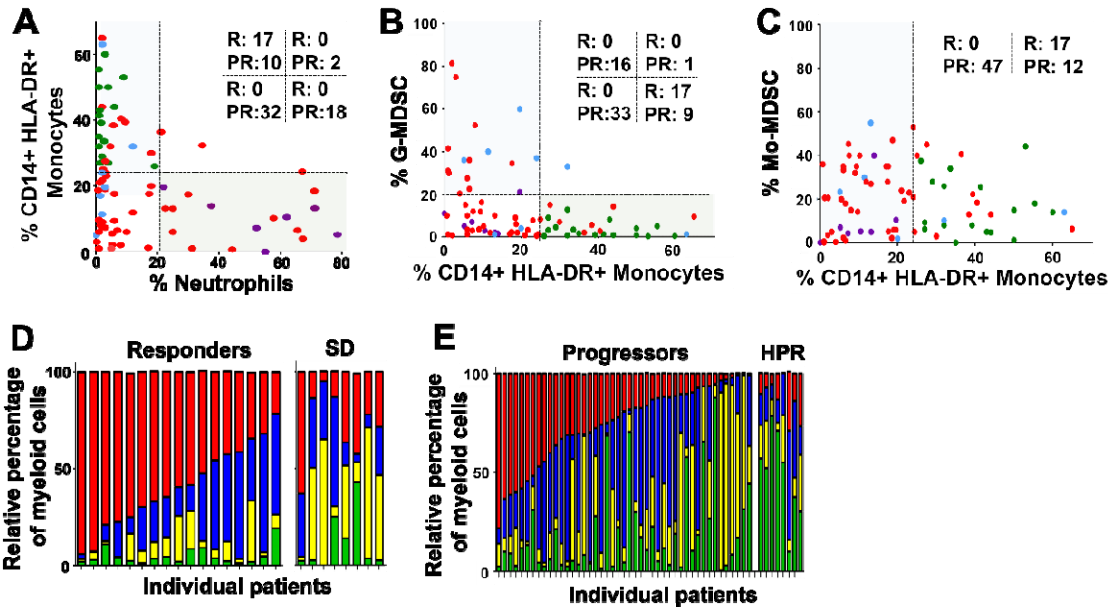 A
% CD14+ HLA-DR+
Monocytes
60
40
20
0
0 20 40 60 80
% Neutrophils
R: 17 R: 0
PR:10 PR: 2
R: 0 R: 0
PR:32 PR:18
B
% G-MDSC
100
80
60
40
20
0
0 20 40 60
% CD14+ HLA-DR+ Monocytes
R: 0 R: 0
PR:16 PR: 1
R: 0 R: 17
PR:33 PR: 9
C
% Mo-MDSC
100
80
60
40
20
0
0 20 40 60
% CD14+ HLA-DR+ Monocytes
R: 0 R: 17
PR: 47 PR: 12
D
Responders SD
Relative percentage
of myeloid cells
100
50
0
Individual patients
E
Progressors HPR
Relative percentage
of myeloid cells
100
50
0
Individual patients